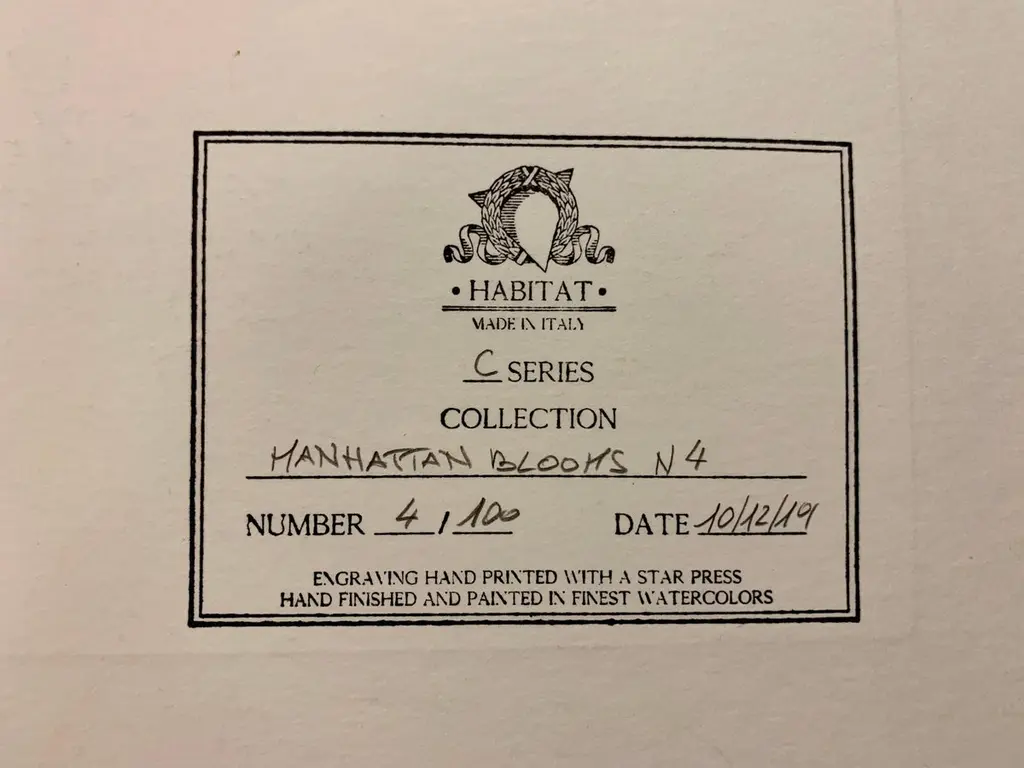 • HABITAT •
MADE IN ITALY
C SERIES
COLLECTION
MANHATTAN BLOOMS N 4
NUMBER 4 / 100 DATE 10/12/19
ENGRAVING HAND PRINTED WITH A STAR PRESS
HAND FINISHED AND PAINTED IN FINEST WATERCOLORS